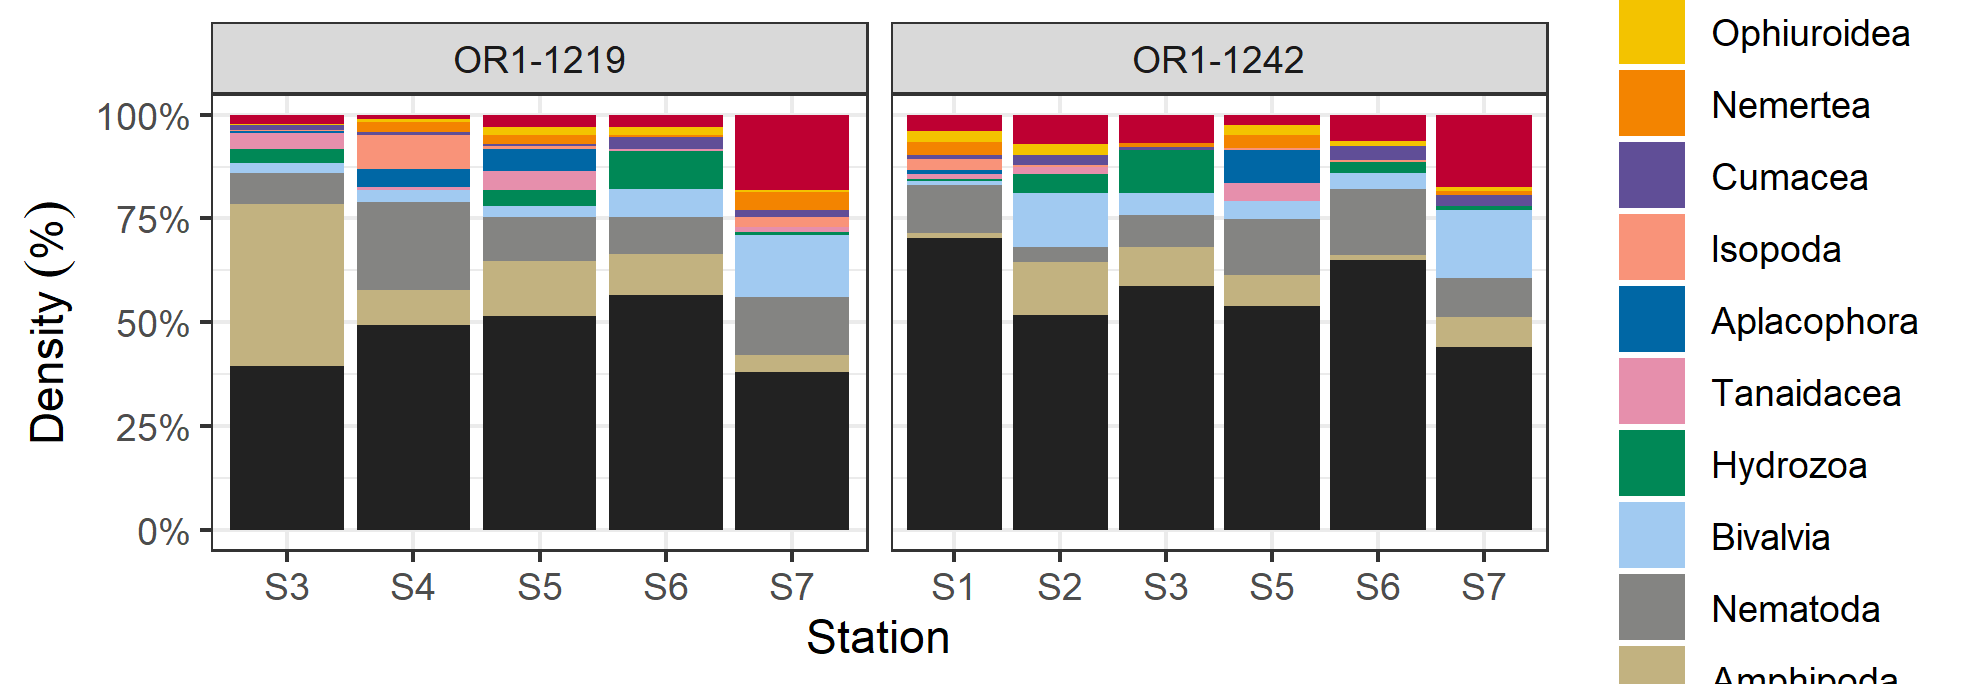 OR1-1219
OR1-1242
100%
75%
50%
25%
0%
Density (%)
S3 S4 S5 S6 S7
S1 S2 S3 S5 S6 S7
Station
Ophiuroidea
Nemertea
Cumacea
Isopoda
Aplacophora
Tanaidacea
Hydrozoa
Bivalvia
Nematoda
Amphipoda